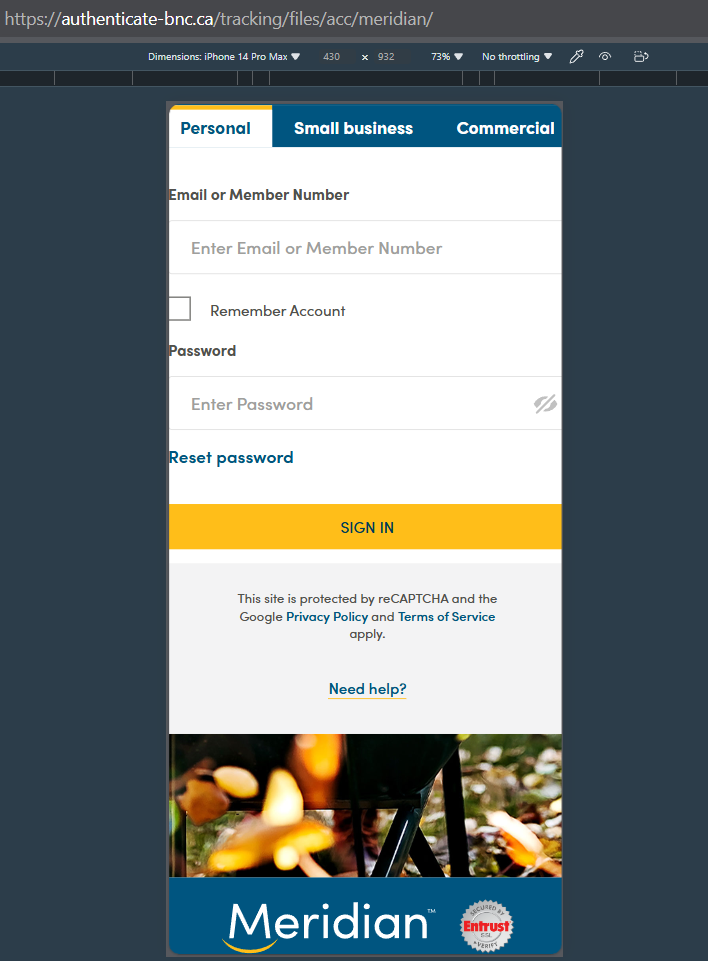 https://authenticate-bnc.ca/tracking/files/acc/meridian/
Dimensions: iPhone 14 Pro Max ▼ 430 x 932 73% ▼ No throttling ▼
Personal Small business Commercial
Email or Member Number
Enter Email or Member Number
Remember Account
Password
Enter Password
Reset password
SIGN IN
This site is protected by reCAPTCHA and the
Google Privacy Policy and Terms of Service
apply.
Need help?
Meridian™
SECURED BY
Entrust
SSL
VERIFY